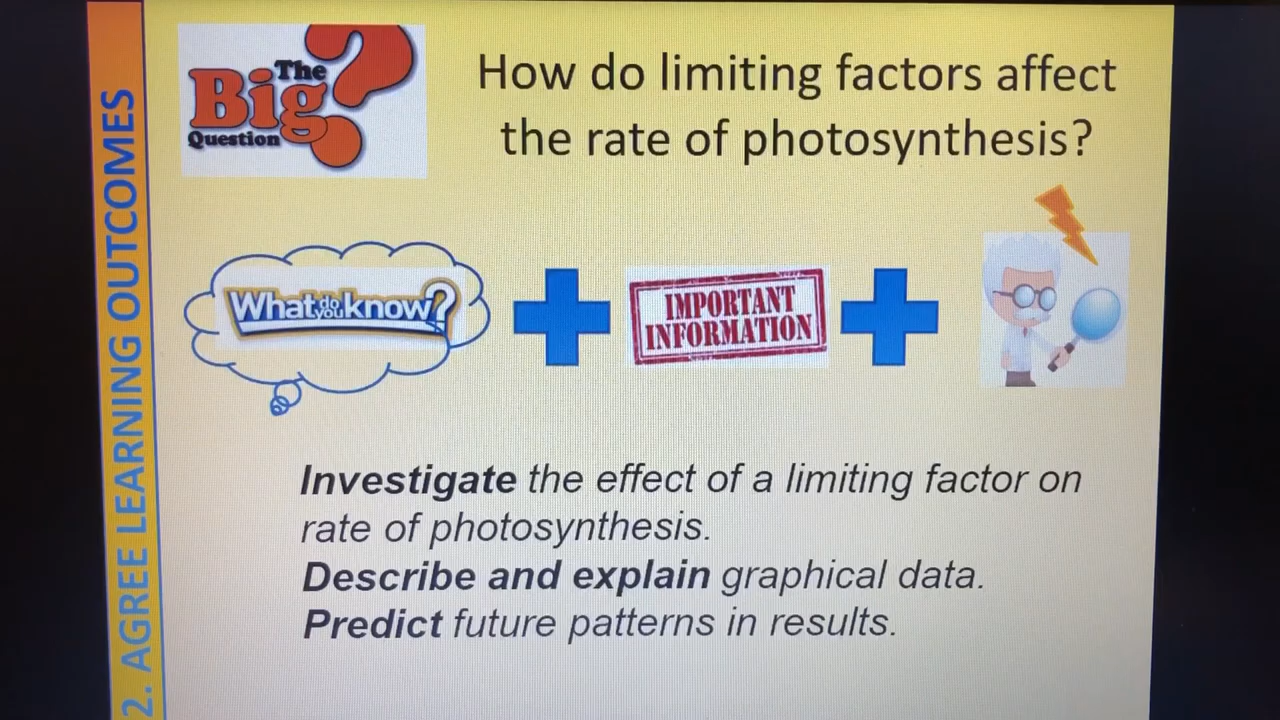 The
Big
Question
?
How do limiting factors affect
the rate of photosynthesis?
2. AGREE LEARNING OUTCOMES
What do you know?
IMPORTANT
INFORMATION
Investigate the effect of a limiting factor on
rate of photosynthesis.
Describe and explain graphical data.
Predict future patterns in results.